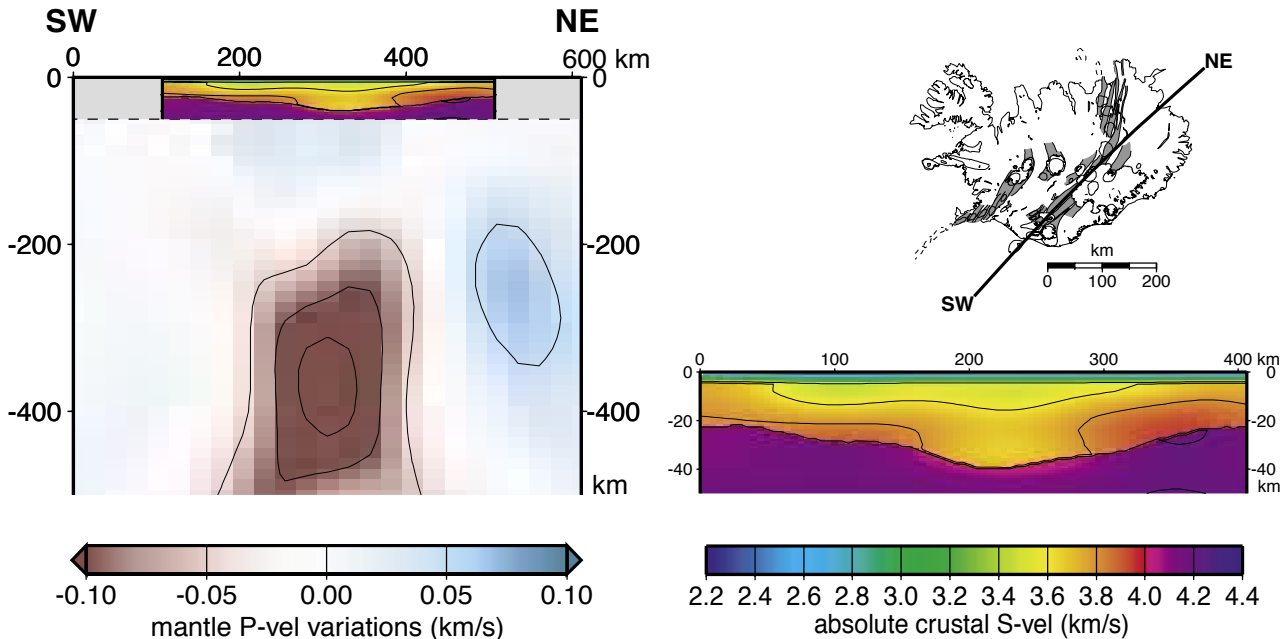 SW NE
0 200 400 600 km
0 0
-200 -200
-400 -400
km
-0.10 -0.05 0.00 0.05 0.10
mantle P-vel variations (km/s)
NE
km
0 100 200
SW
0 100 200 300 400 km
0 0
-20 -20
-40 -40
km
2.2 2.4 2.6 2.8 3.0 3.2 3.4 3.6 3.8 4.0 4.2 4.4
absolute crustal S-vel (km/s)